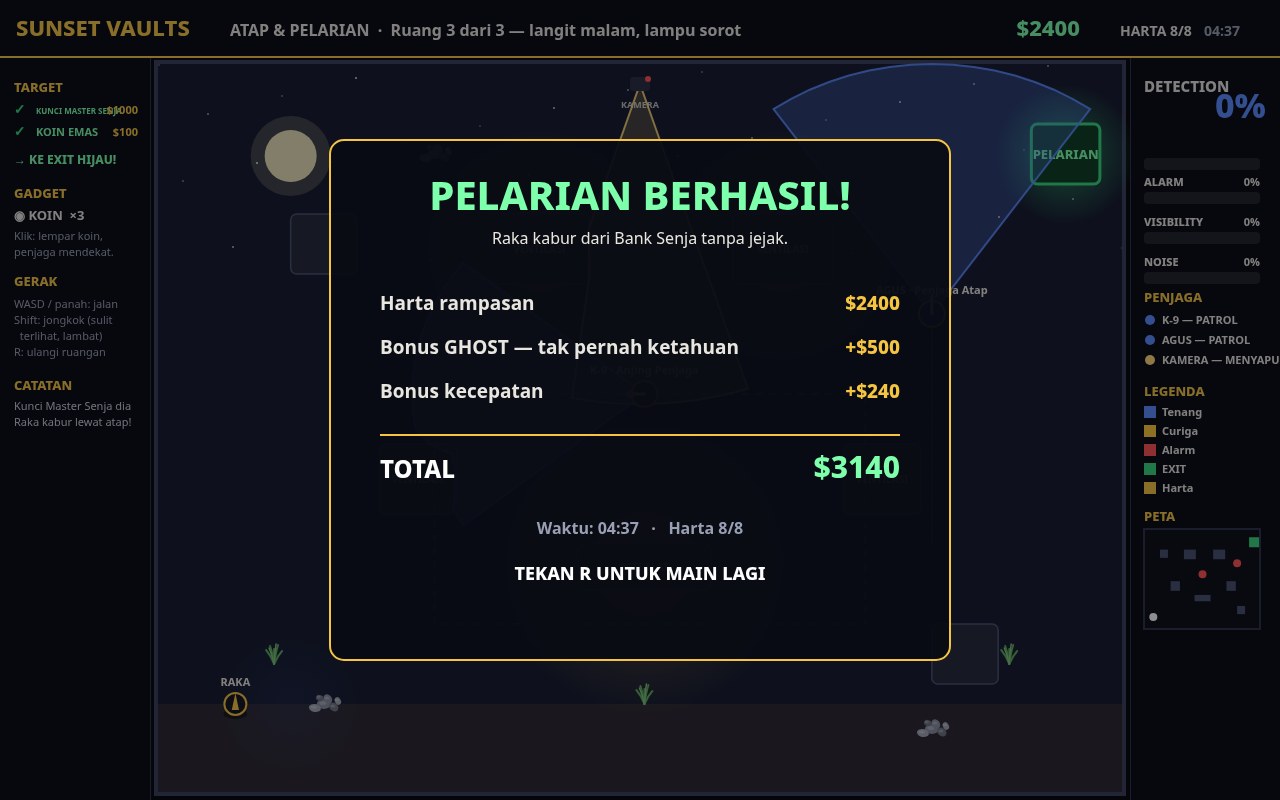 SUNSET VAULTS
ATAP & PELARIAN · Ruang 3 dari 3 — langit malam, lampu sorot
$2400
HARTA 8/8 04:37
TARGET
✓ KUNCI MASTER SENJA $1000
✓ KOIN EMAS $100
→ KE EXIT HIJAU!
GADGET
◉ KOIN ×3
Klik: lempar koin,
penjaga mendekat.
GERAK
WASD / panah: jalan
Shift: jongkok (sulit
terlihat, lambat)
R: ulangi ruangan
CATATAN
Kunci Master Senja dia
Raka kabur lewat atap!
KAMERA
PELARIAN
PELARIAN BERHASIL!
Raka kabur dari Bank Senja tanpa jejak.
Harta rampasan $2400
Bonus GHOST — tak pernah ketahuan +$500
Bonus kecepatan +$240
TOTAL $3140
Waktu: 04:37 · Harta 8/8
TEKAN R UNTUK MAIN LAGI
Atap
RAKA
DETECTION
0%
ALARM 0%
VISIBILITY 0%
NOISE 0%
PENJAGA
K-9 — PATROL
AGUS — PATROL
KAMERA — MENYAPU
LEGENDA
Tenang
Curiga
Alarm
EXIT
Harta
PETA